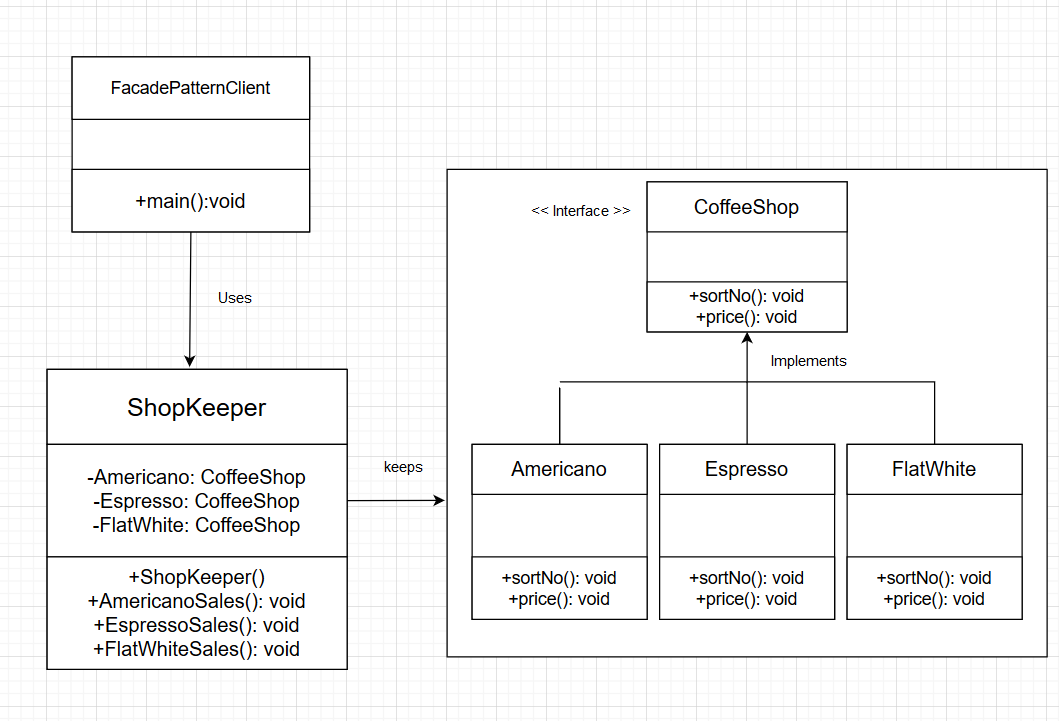 FacadePatternClient
+main():void
Uses
ShopKeeper
-Americano: CoffeeShop
-Espresso: CoffeeShop
-FlatWhite: CoffeeShop
+ShopKeeper()
+AmericanoSales(): void
+EspressoSales(): void
+FlatWhiteSales(): void
keeps
<< Interface >>
CoffeeShop
+sortNo(): void
+price(): void
Implements
Americano
+sortNo(): void
+price(): void
Espresso
+sortNo(): void
+price(): void
FlatWhite
+sortNo(): void
+price(): void